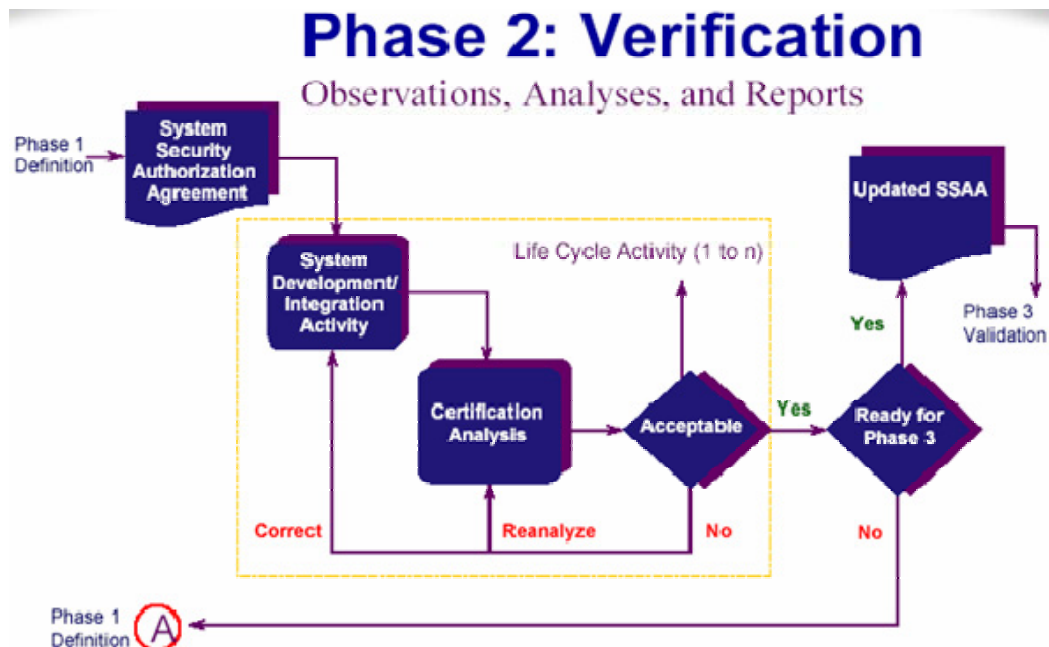 Phase 2: Verification
Observations, Analyses, and Reports
Phase 1
Definition
System
Security
Authorization
Agreement
Updated SSAA
System
Development/
Integration
Activity
Life Cycle Activity (1 to n)
Phase 3
Validation
Yes
Certification
Analysis
Acceptable
Yes
Ready for
Phase 3
Correct
Reanalyze
No
No
Phase 1
Definition
A